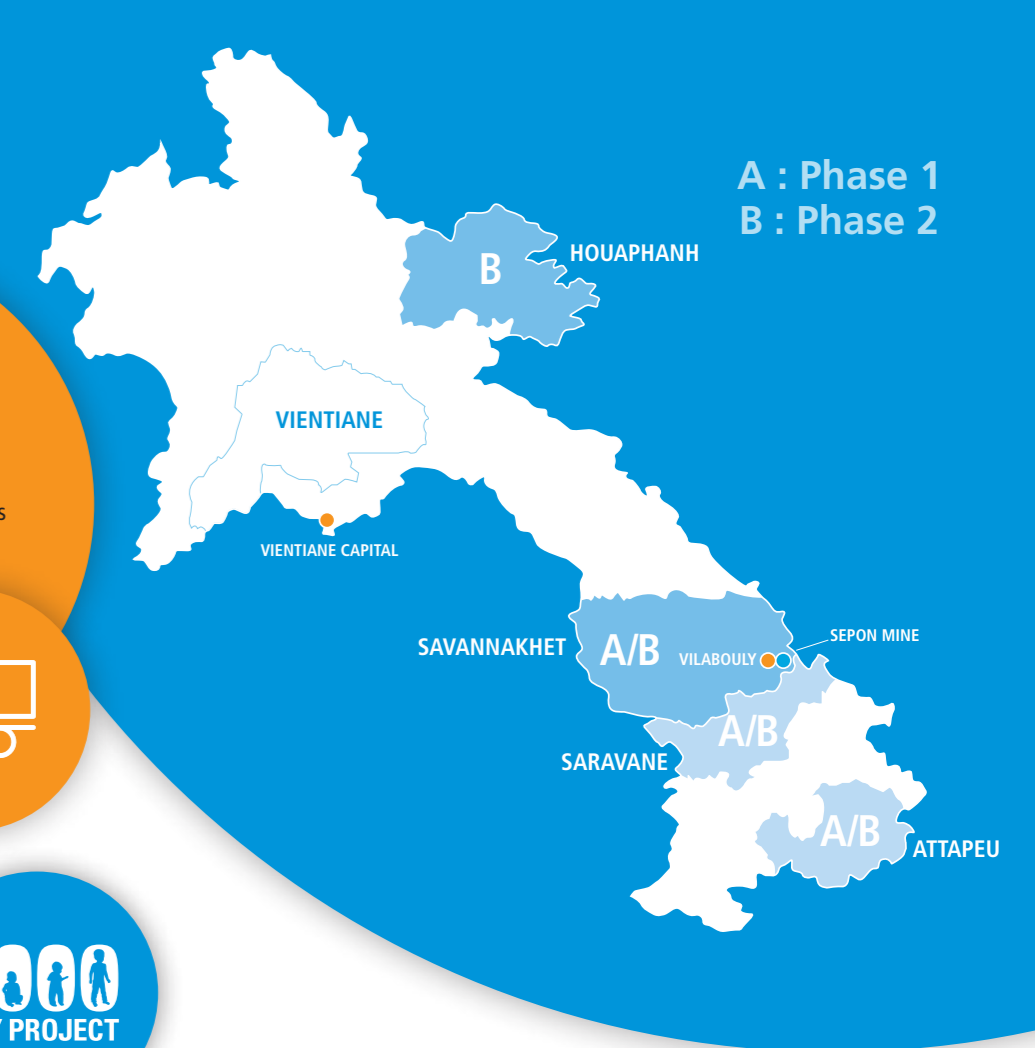 A : Phase 1
B : Phase 2
HOUAPHANH
B
VIENTIANE
VIENTIANE CAPITAL
SEPON MINE
SAVANNAKHET
A/B
VILABOULY
A/B
SARAVANE
A/B
ATTAPEU
PROJECT